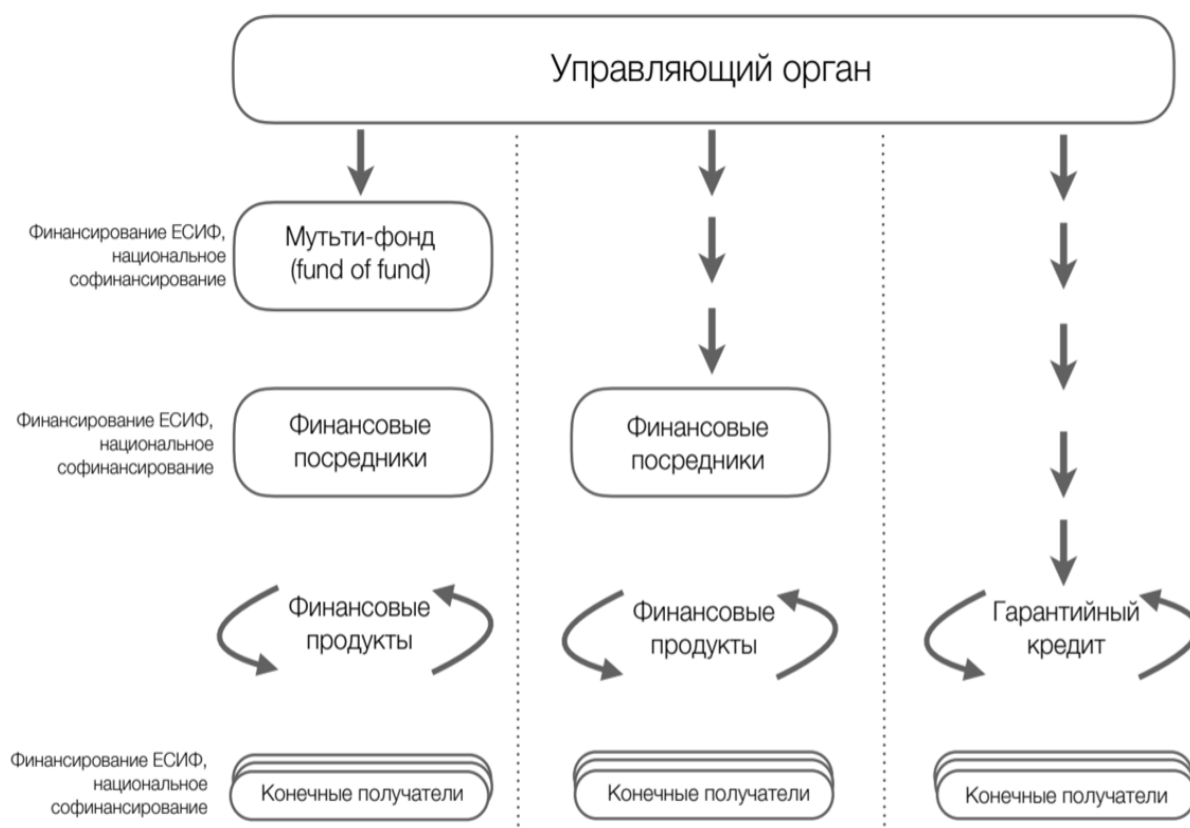 Управляющий орган
Финансирование ЕСИФ,
национальное
софинансирование
Мутьти-фонд
(fund of fund)
Финансирование ЕСИФ,
национальное
софинансирование
Финансовые
посредники
Финансовые
посредники
Финансовые
продукты
Финансовые
продукты
Гарантийный
кредит
Финансирование ЕСИФ,
национальное
софинансирование
Конечные получатели
Конечные получатели
Конечные получатели